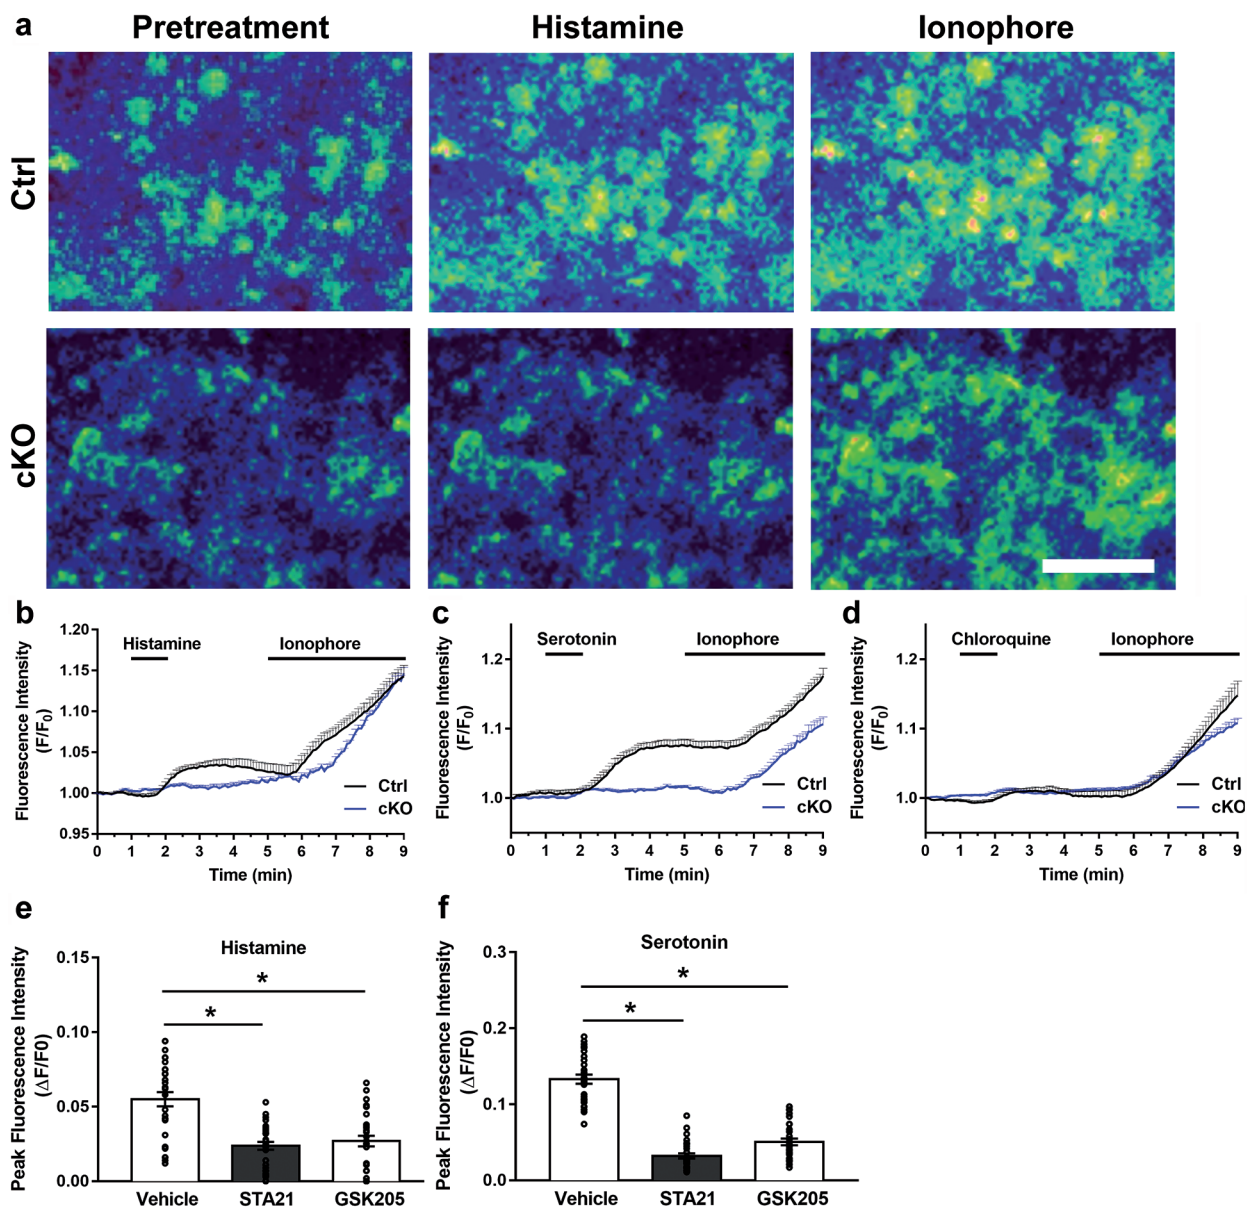 a
Pretreatment Histamine Ionophore
Ctrl
cKO
b
Fluorescence Intensity
(F/F0)
1.20
1.15
1.10
1.05
1.00
0.95
Histamine Ionophore
Ctrl
cKO
0 1 2 3 4 5 6 7 8 9
Time (min)
c
Fluorescence Intensity
(F/F0)
1.2
1.1
1.0
Serotonin Ionophore
Ctrl
cKO
0 1 2 3 4 5 6 7 8 9
Time (min)
d
Fluorescence Intensity
(F/F0)
1.2
1.1
1.0
Chloroquine Ionophore
Ctrl
cKO
0 1 2 3 4 5 6 7 8 9
Time (min)
e
Histamine
Peak Fluorescence Intensity
(ΔF/F0)
0.15
0.10
0.05
0.00
*
*
Vehicle STA21 GSK205
f
Serotonin
Peak Fluorescence Intensity
(ΔF/F0)
0.3
0.2
0.1
0.0
*
*
Vehicle STA21 GSK205